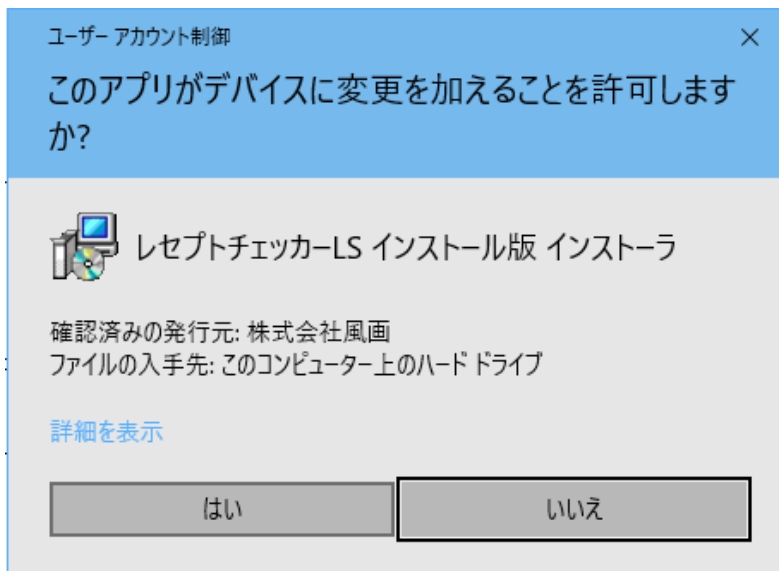 ユーザー アカウント制御
このアプリがデバイスに変更を加えることを許可します
か?
レセプトチェッカーLS インストール版 インストーラ
確認済みの発行元: 株式会社風画
ファイルの入手先: このコンピューター上のハード ドライブ
詳細を表示
はい
いいえ